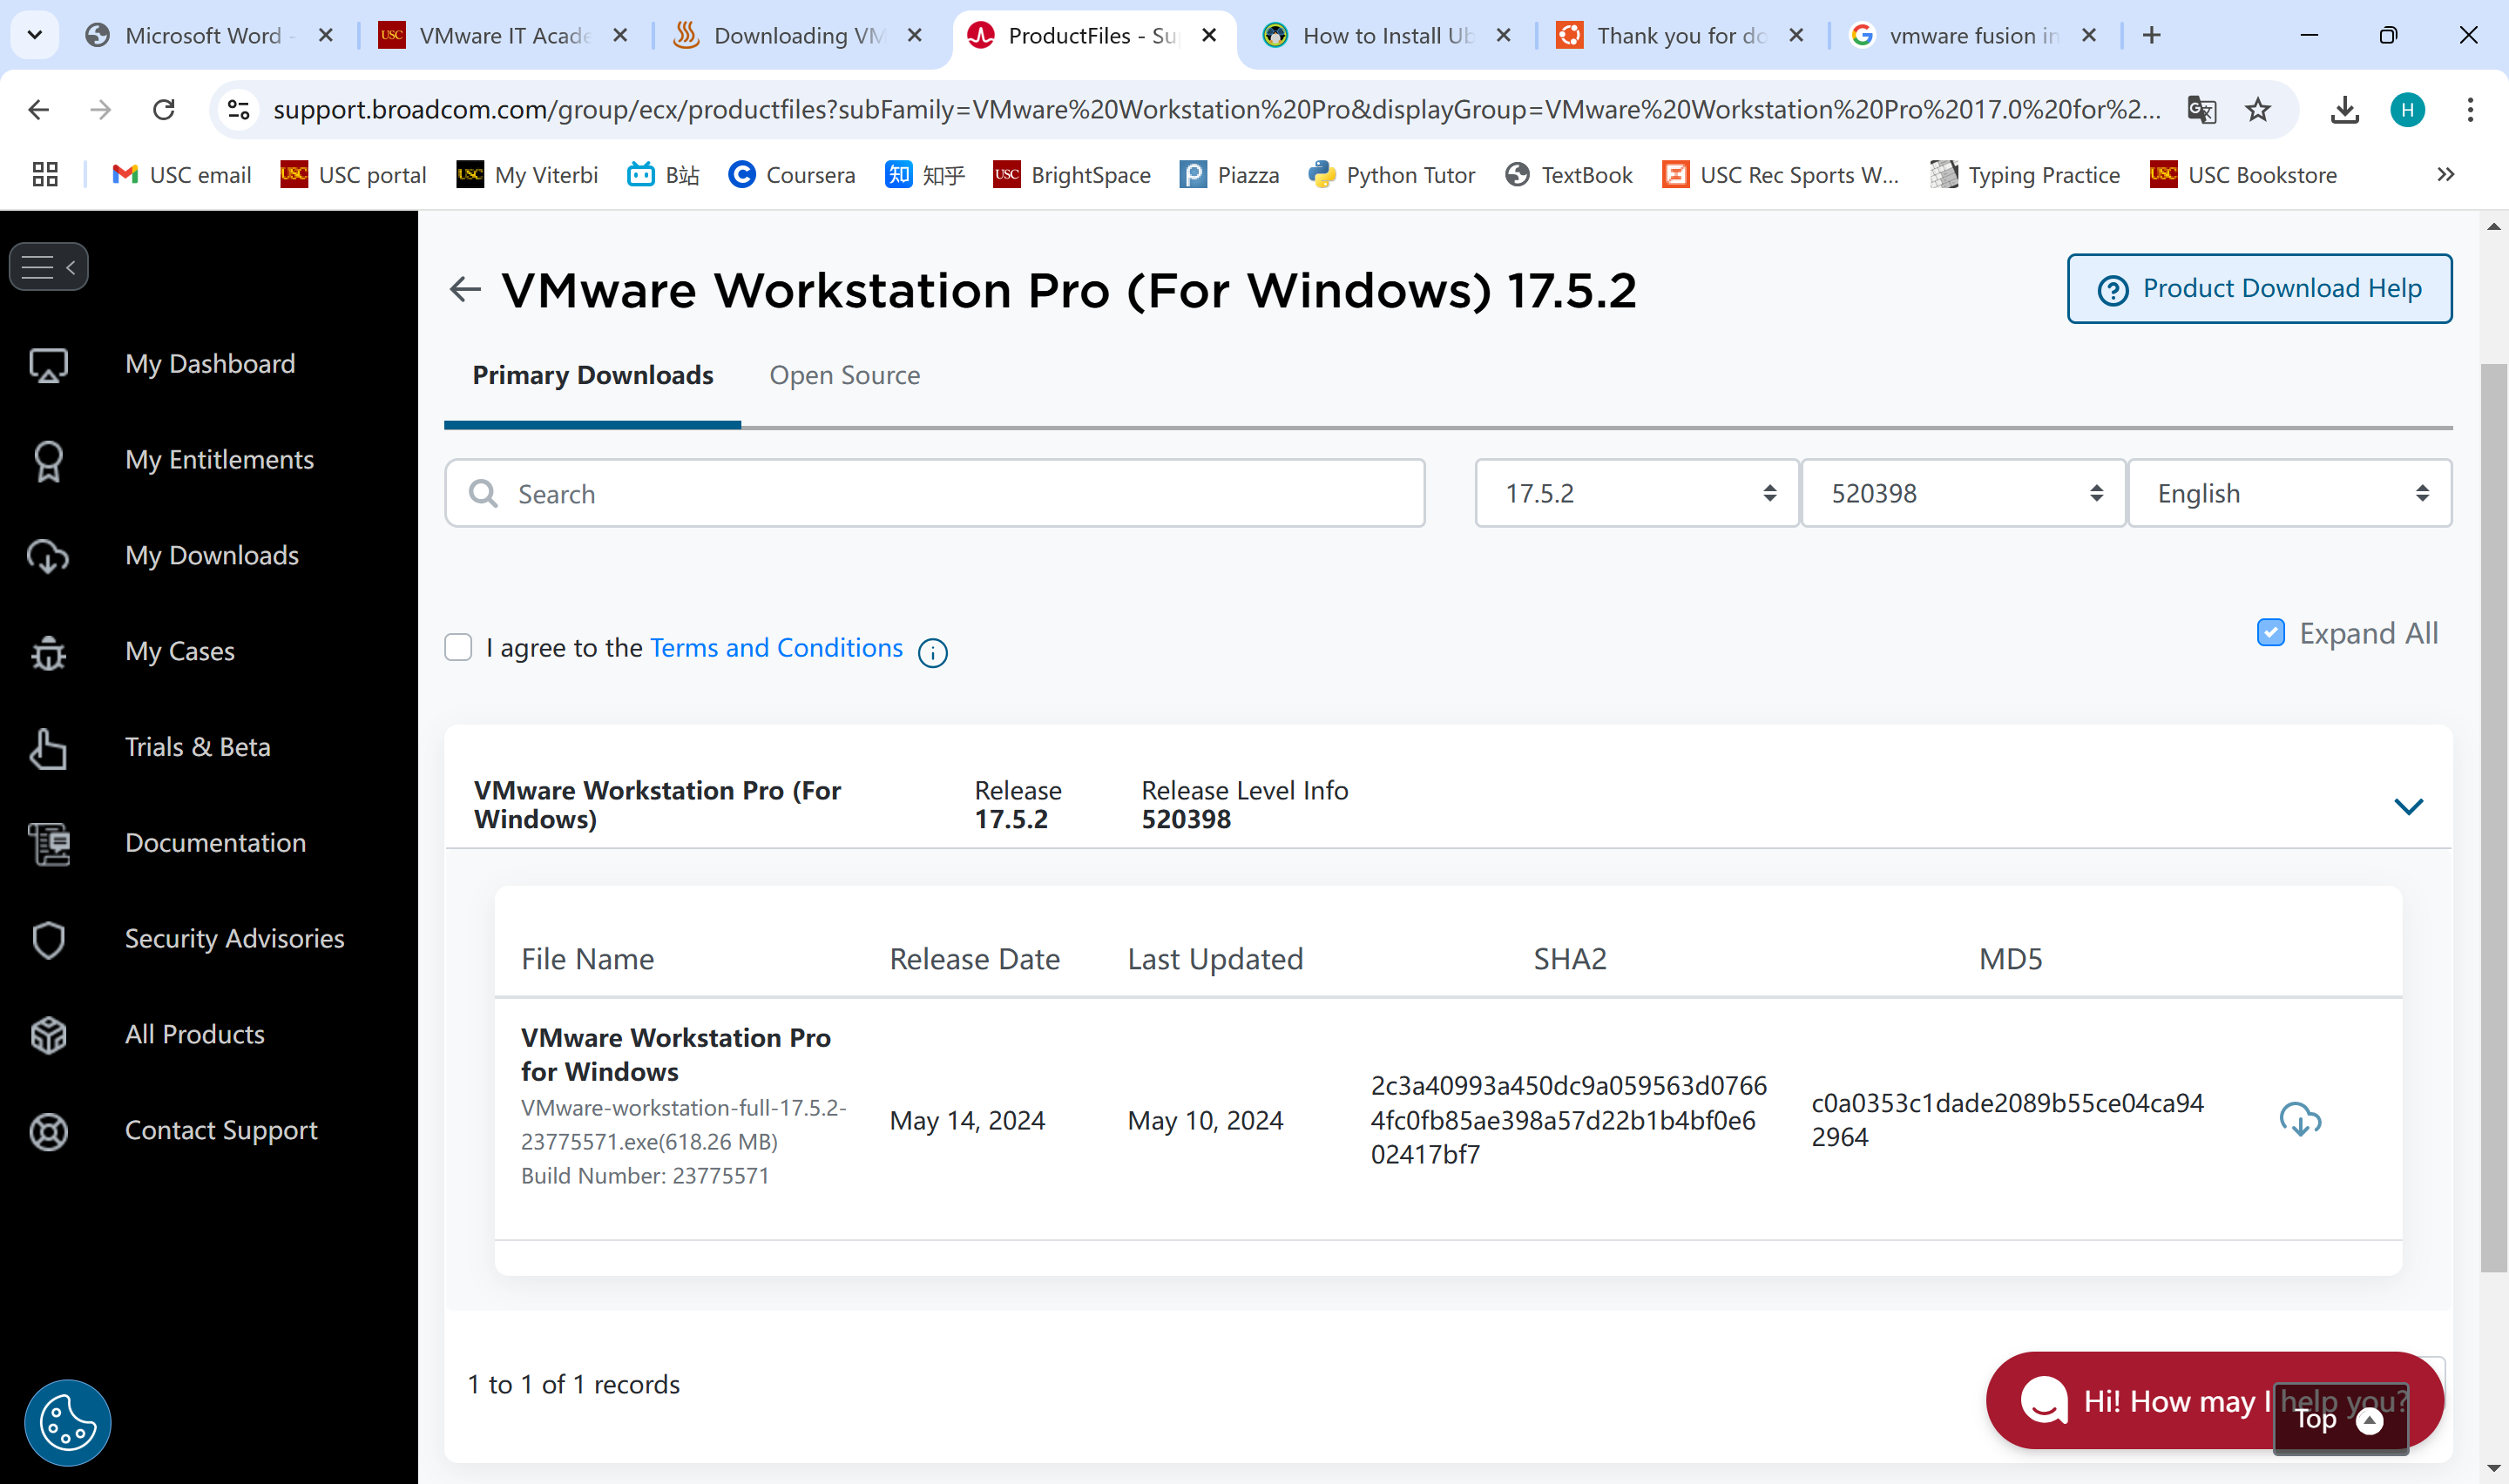 Microsoft Word -
VMware IT Acade
Downloading VM
ProductFiles - Su
How to Install Ub
Thank you for do
vmware fusion in
support.broadcom.com/group/ecx/productfiles?subFamily=VMware%20Workstation%20Pro&displayGroup=VMware%20Workstation%20Pro%2017.0%20for%2...
H
USC email
USC portal
My Viterbi
B站
Coursera
知乎
BrightSpace
Piazza
Python Tutor
TextBook
USC Rec Sports W...
Typing Practice
USC Bookstore
My Dashboard
My Entitlements
My Downloads
My Cases
Trials & Beta
Documentation
Security Advisories
All Products
Contact Support
VMware Workstation Pro (For Windows) 17.5.2
Product Download Help
Primary Downloads
Open Source
Search
17.5.2
520398
English
I agree to the Terms and Conditions
Expand All
VMware Workstation Pro (For
Windows)
Release
17.5.2
Release Level Info
520398
File Name
Release Date
Last Updated
SHA2
MD5
VMware Workstation Pro
for Windows
VMware-workstation-full-17.5.2-
23775571.exe(618.26 MB)
Build Number: 23775571
May 14, 2024
May 10, 2024
2c3a40993a450dc9a059563d0766
4fc0fb85ae398a57d22b1b4bf0e6
02417bf7
c0a0353c1dade2089b55ce04ca94
2964
1 to 1 of 1 records
Hi! How may I help you?
Top